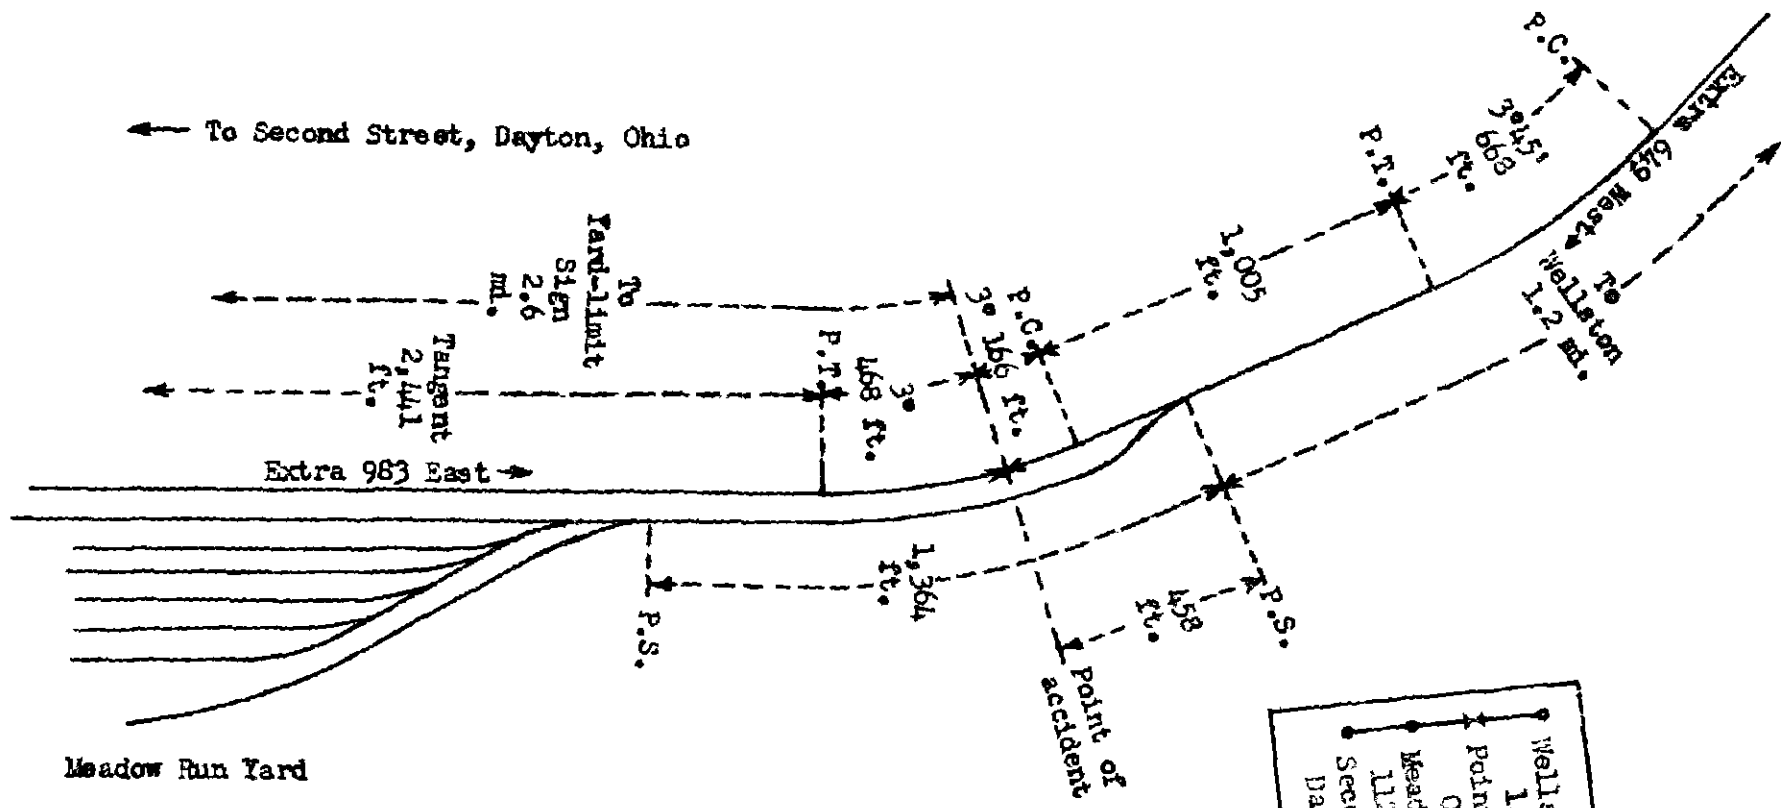 P.C.
3°45'
668
ft.
To Second Street, Dayton, Ohio
P.T.
Extra 649 West
1,005
ft.
To
Wellston
1.2 mi.
To
Yard-limit
Sign
2.6
mi.
P.C.
3° 166 ft.
P.T.
3°
468 ft.
Tangent
2,441
ft.
Extra 983 East
1,364
ft.
P.S.
458
ft.
P.S.
Point of
accident
Meadow Run Yard